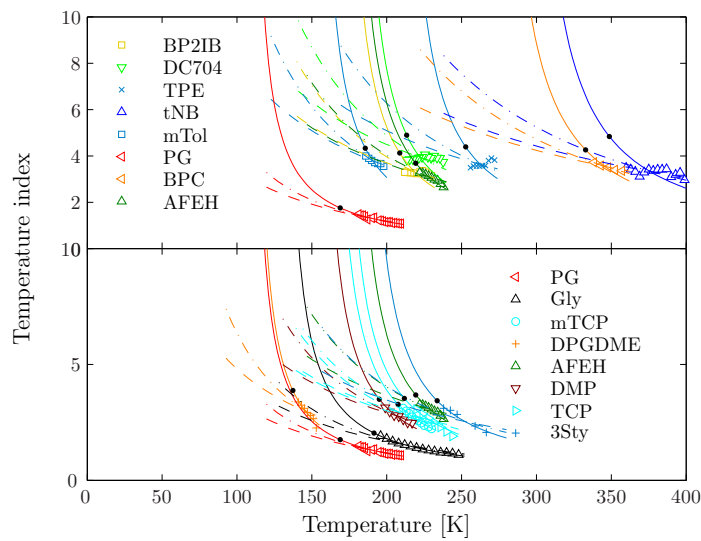 Temperature index
10
8
6
4
2
BP2IB
DC704
TPE
tNB
mTol
PG
BPC
AFEH
10
5
0
PG
Gly
mTCP
DPGDME
AFEH
DMP
TCP
3Sty
0 50 100 150 200 250 300 350 400
Temperature [K]